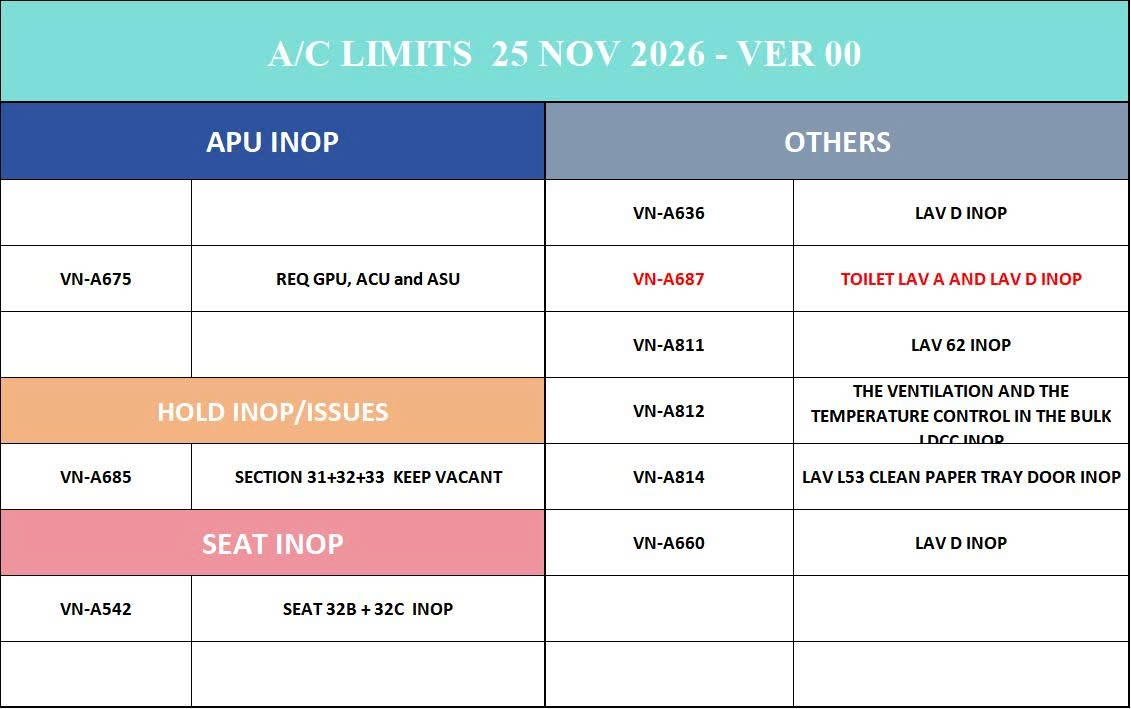 A/C LIMITS 25 NOV 2026 - VER 00
APU INOP
OTHERS
VN-A636
LAV D INOP
VN-A675
REQ GPU, ACU and ASU
VN-A687
TOILET LAV A AND LAV D INOP
VN-A811
LAV 62 INOP
HOLD INOP/ISSUES
VN-A812
THE VENTILATION AND THE
TEMPERATURE CONTROL IN THE BULK
LDCC INOP
VN-A685
SECTION 31+32+33 KEEP VACANT
VN-A814
LAV L53 CLEAN PAPER TRAY DOOR INOP
SEAT INOP
VN-A660
LAV D INOP
VN-A542
SEAT 32B + 32C INOP